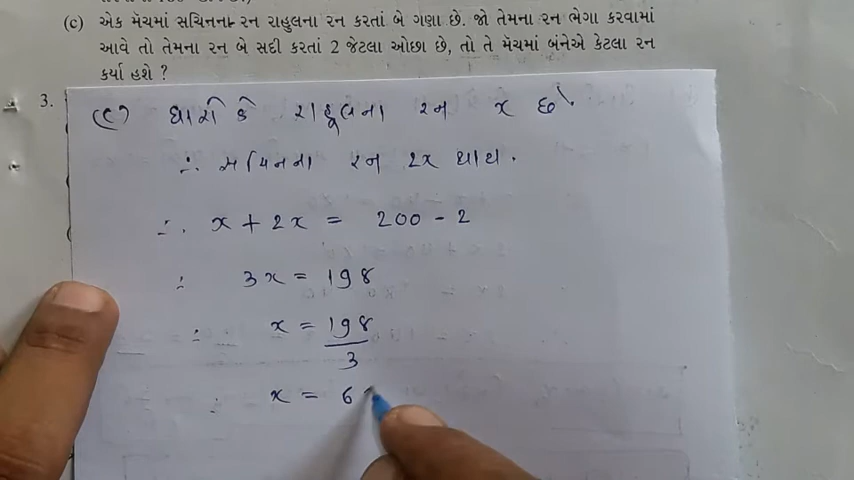 (c) એક મૅચમાં સચિનના રન રાહુલના રન કરતાં બે ગણા છે. જો તેમના રન ભેગા કરવામાં
આવે તો તેમના રન બે સદી કરતાં 2 જેટલા ઓછા છે, તો તે મૅચમાં બંનેએ કેટલા રન
કર્યા હશે ?
3.
(c) ધારો કે રાહૂલના રન x છે.
∴ સચિનના રન 2x થાય.
∴ x + 2x = 200 - 2
∴ 3x = 198
∴ x = 198
3
∴ x = 6